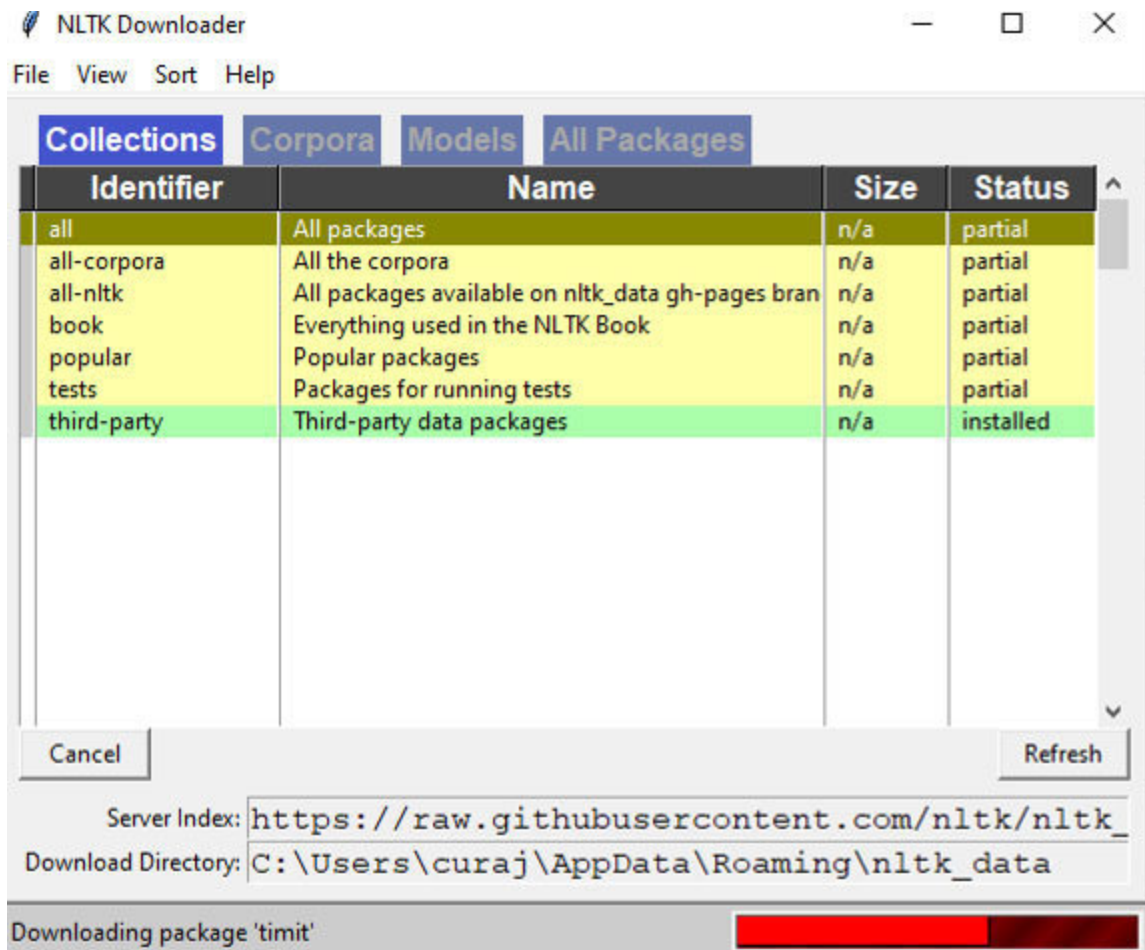 NLTK Downloader
File View Sort Help
Collections Corpora Models All Packages
Identifier Name Size Status
all All packages n/a partial
all-corpora All the corpora n/a partial
all-nltk All packages available on nltk_data gh-pages bran n/a partial
book Everything used in the NLTK Book n/a partial
popular Popular packages n/a partial
tests Packages for running tests n/a partial
third-party Third-party data packages n/a installed
Cancel Refresh
Server Index: https://raw.githubusercontent.com/nltk/nltk_
Download Directory: C:\Users\curaj\AppData\Roaming\nltk_data
Downloading package 'timit'